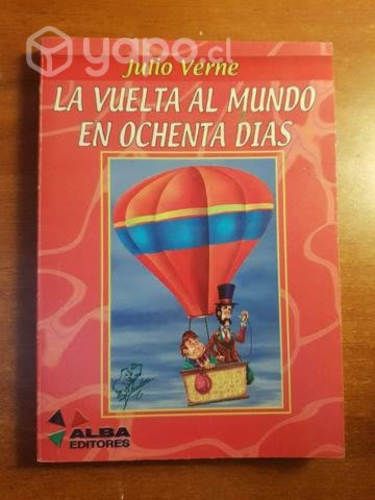 yapo.cl
Julio Verne
LA VUELTA AL MUNDO
EN OCHENTA DIAS
ALBA
EDITORES